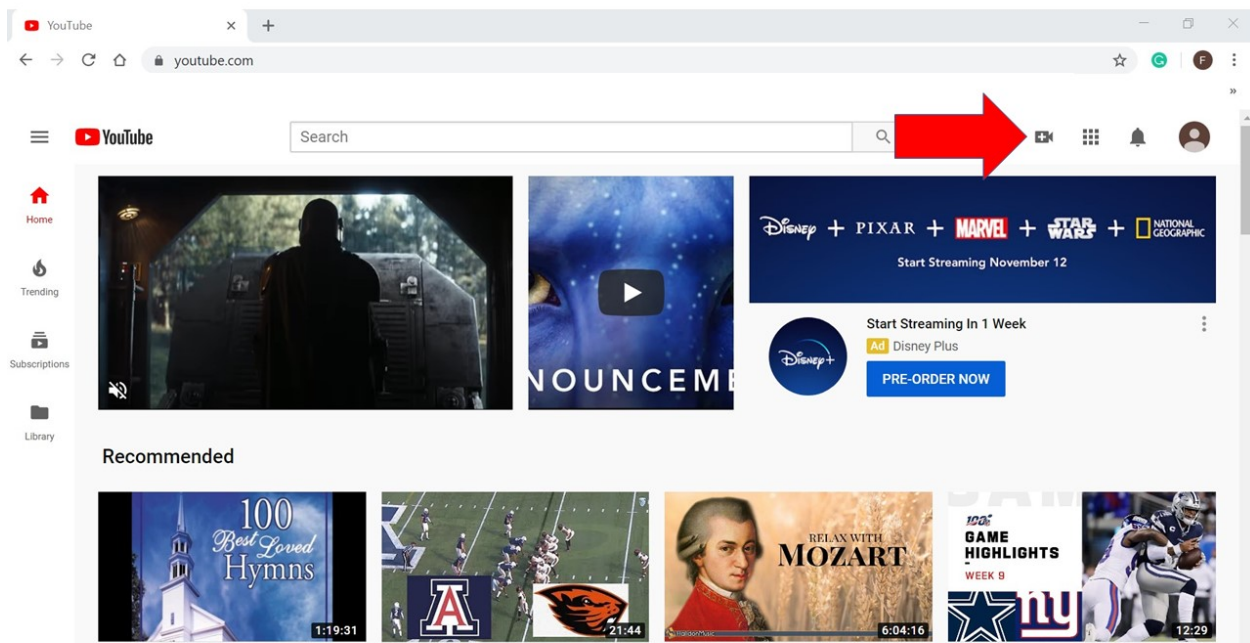 YouTube
youtube.com
F
YouTube
Search
Home
Trending
Subscriptions
Library
NOUNCEME
Disney + PIXAR + MARVEL + STAR WARS + NATIONAL GEOGRAPHIC
Start Streaming November 12
Disney+
Start Streaming In 1 Week
Ad Disney Plus
PRE-ORDER NOW
Recommended
100
Best Loved
Hymns
1:19:31
A
21:44
RELAX WITH
MOZART
HalidonMusic
6:04:16
100
GAME
HIGHLIGHTS
WEEK 9
ny
12:29